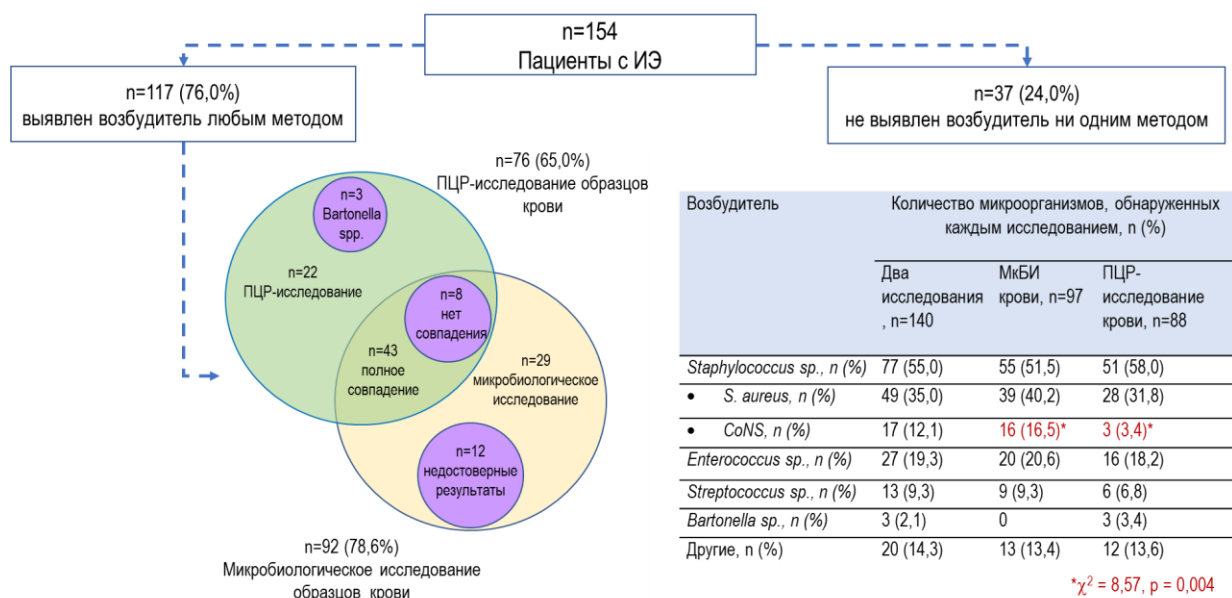 n=154
Пациенты с ИЭ
n=117 (76,0%)
выявлен возбудитель любым методом
n=37 (24,0%)
не выявлен возбудитель ни одним методом
n=76 (65,0%)
ПЦР-исследование образцов
крови
n=3
Bartonella
spp.
n=22
ПЦР-исследование
n=8
нет
совпадения
n=43
полное
совпадение
n=29
микробиологическое
исследование
n=12
недостоверные
результаты
n=92 (78,6%)
Микробиологическое исследование
образцов крови
Возбудитель Количество микроорганизмов, обнаруженных
каждым исследованием, n (%)
Два МкБИ ПЦР-
исследования крови, n=97 исследование
, n=140 крови, n=88
Staphylococcus sp., n (%) 77 (55,0) 55 (51,5) 51 (58,0)
• S. aureus, n (%) 49 (35,0) 39 (40,2) 28 (31,8)
• CoNS, n (%) 17 (12,1) 16 (16,5)* 3 (3,4)*
Enterococcus sp., n (%) 27 (19,3) 20 (20,6) 16 (18,2)
Streptococcus sp., n (%) 13 (9,3) 9 (9,3) 6 (6,8)
Bartonella sp., n (%) 3 (2,1) 0 3 (3,4)
Другие, n (%) 20 (14,3) 13 (13,4) 12 (13,6)
*χ² = 8,57, p = 0,004